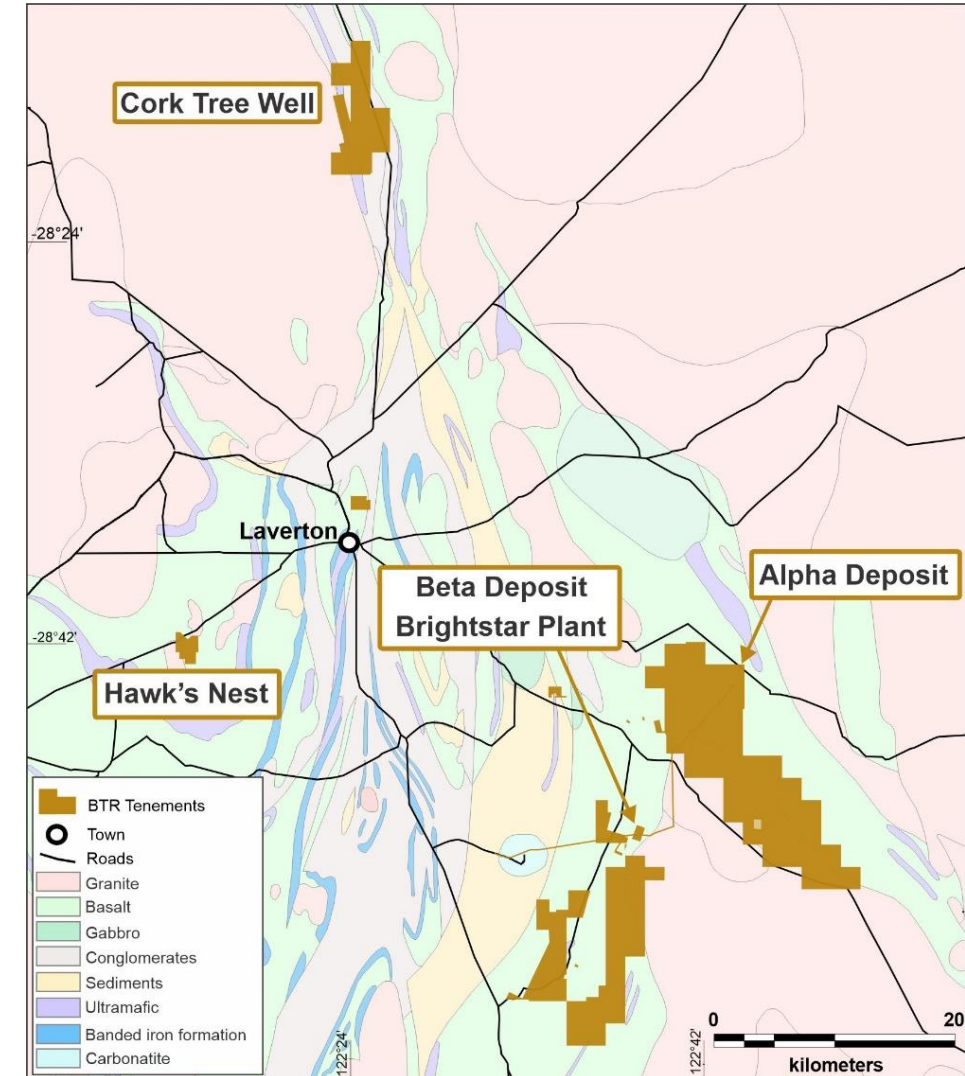 Cork Tree Well
-28°24'
Laverton
Beta Deposit
Brightstar Plant
Alpha Deposit
-28°42'
Hawk's Nest
BTR Tenements
Town
Roads
Granite
Basalt
Gabbro
Conglomerates
Sediments
Ultramafic
Banded iron formation
Carbonatite
122°24'
122°42'
0 20
kilometers